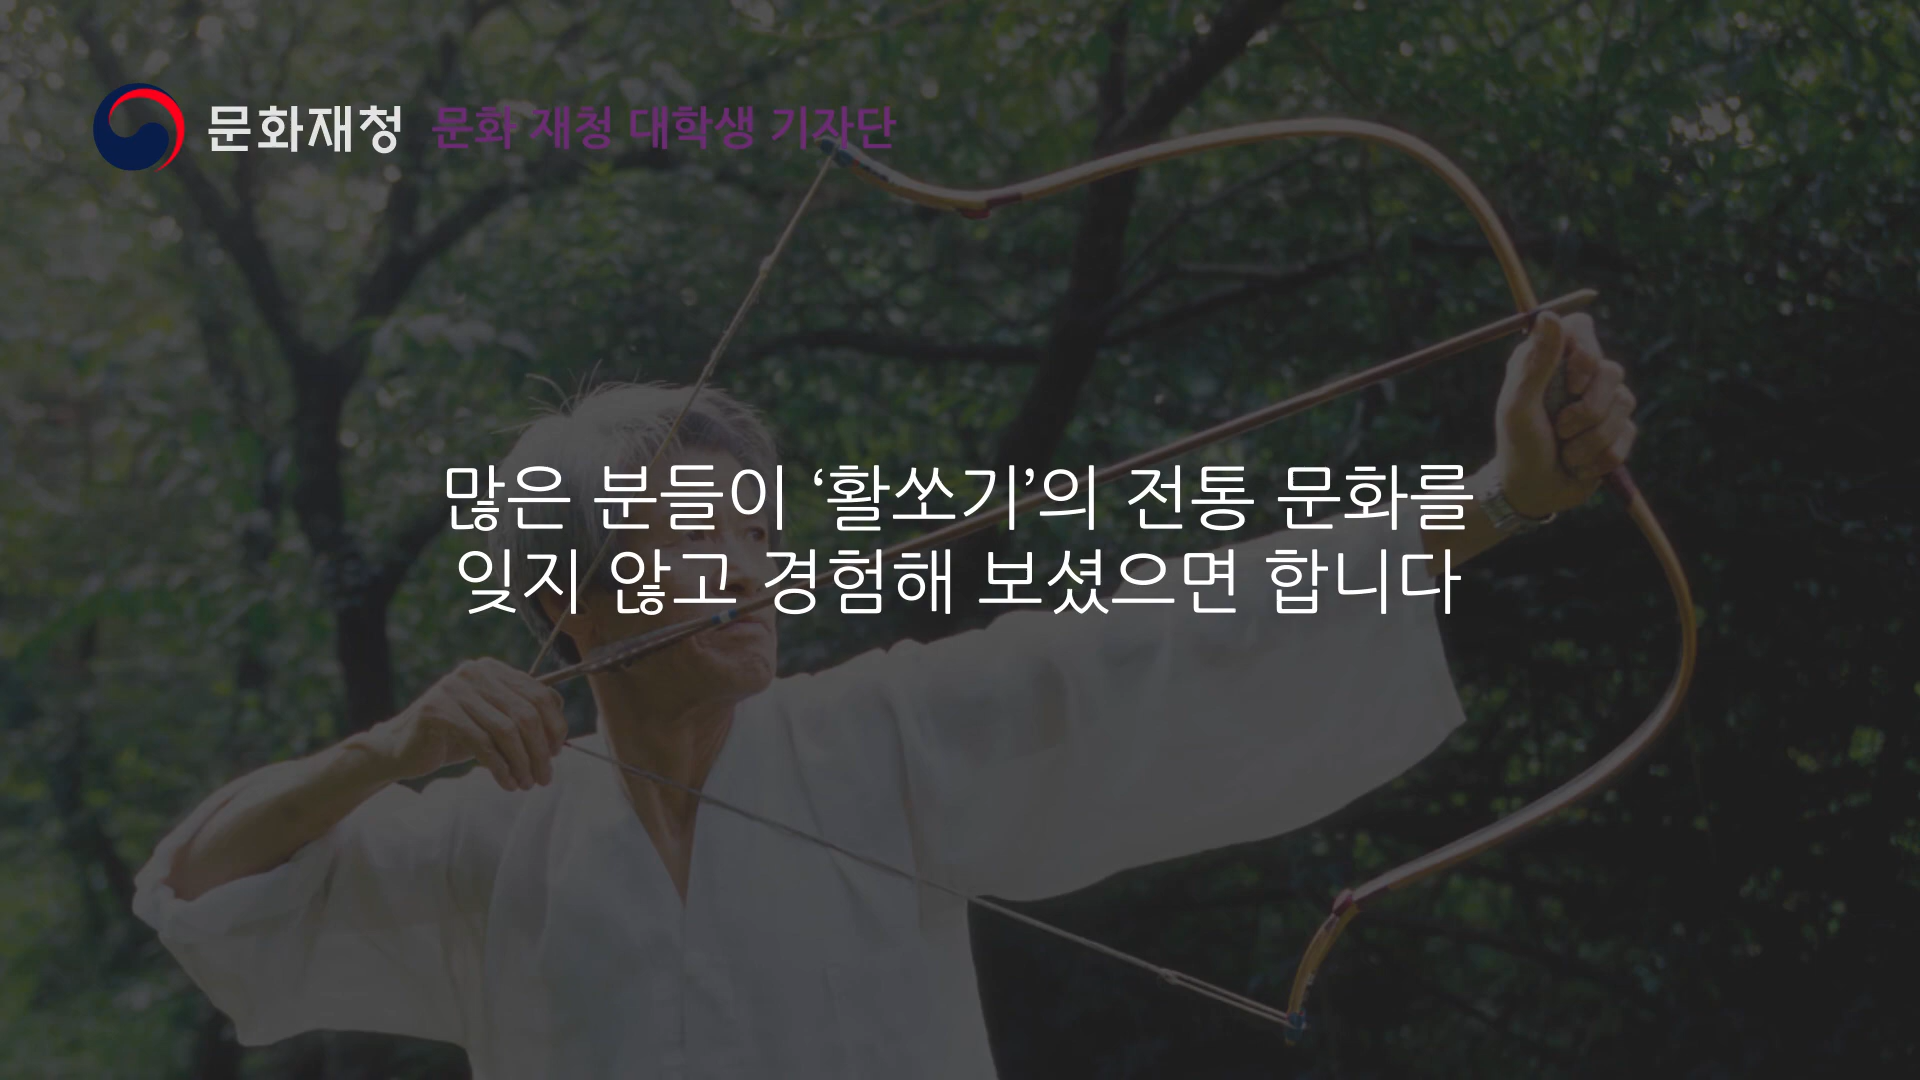 문화재청 문화 재청 대학생 기자단
많은 분들이 ‘활쏘기’의 전통 문화를
잊지 않고 경험해 보셨으면 합니다